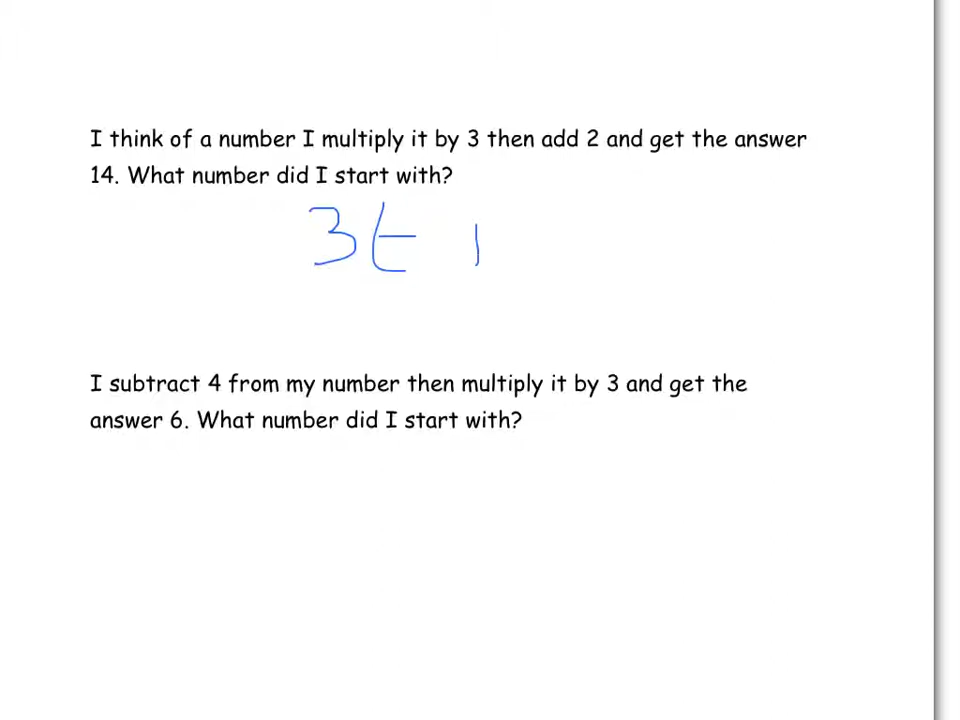 I think of a number I multiply it by 3 then add 2 and get the answer
14. What number did I start with?
3t
I subtract 4 from my number then multiply it by 3 and get the
answer 6. What number did I start with?